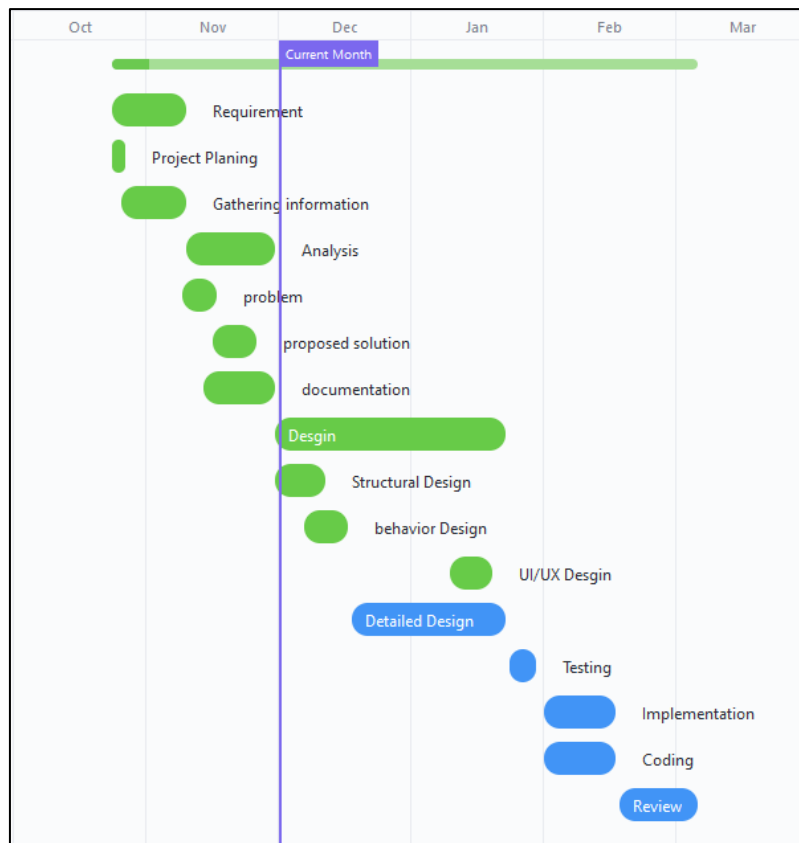 Oct Nov Dec Jan Feb Mar
Current Month
Requirement
Project Planing
Gathering information
Analysis
problem
proposed solution
documentation
Desgin
Structural Design
behavior Design
UI/UX Desgin
Detailed Design
Testing
Implementation
Coding
Review